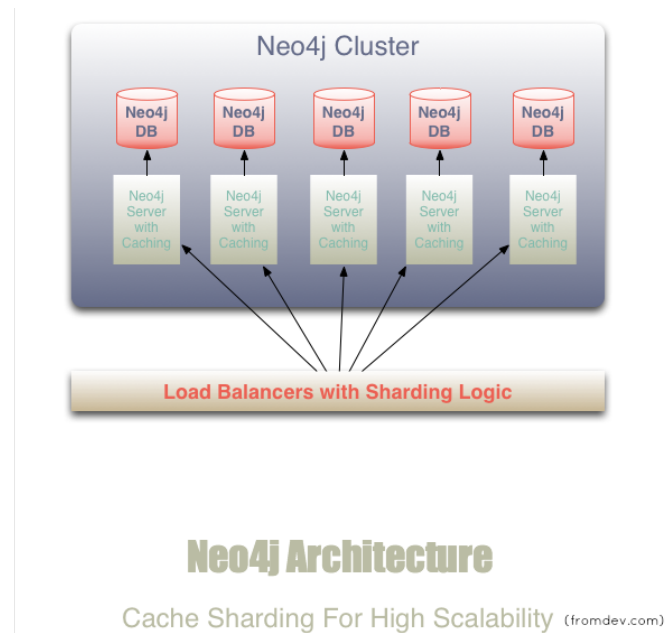 Neo4j Cluster
Neo4j
DB
Neo4j
DB
Neo4j
DB
Neo4j
DB
Neo4j
DB
Neo4j
Server
with
Caching
Neo4j
Server
with
Caching
Neo4j
Server
with
Caching
Neo4j
Server
with
Caching
Neo4j
Server
with
Caching
Load Balancers with Sharding Logic
Neo4j Architecture
Cache Sharding For High Scalability (fromdev.com)